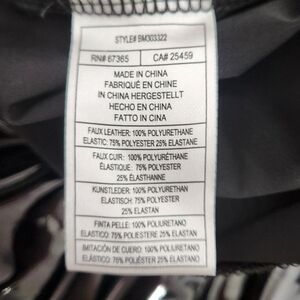 STYLE# BM303322
RN# 67365 CA# 25459
MADE IN CHINA
FABRIQUÉ EN CHINE
IN CHINA HERGESTELLT
HECHO EN CHINA
FATTO IN CINA
FAUX LEATHER: 100% POLYURETHANE
ELASTIC: 75% POLYESTER 25% ELASTANE
FAUX CUIR: 100% POLYURÉTHANE
ÉLASTIQUE: 75% POLYESTER
25% ÉLASTHANNE
KUNSTLEDER: 100% POLYURETHAN
ELASTISCH: 75% POLYESTER
25% ELASTAN
FINTA PELLE: 100% POLIURETANO
ELASTICO: 75% POLIESTERE 25% ELASTAN
IMITACIÓN DE CUERO: 100% POLIURETANO
ELÁSTICO: 75% POLIÉSTER 25% ELASTÁN